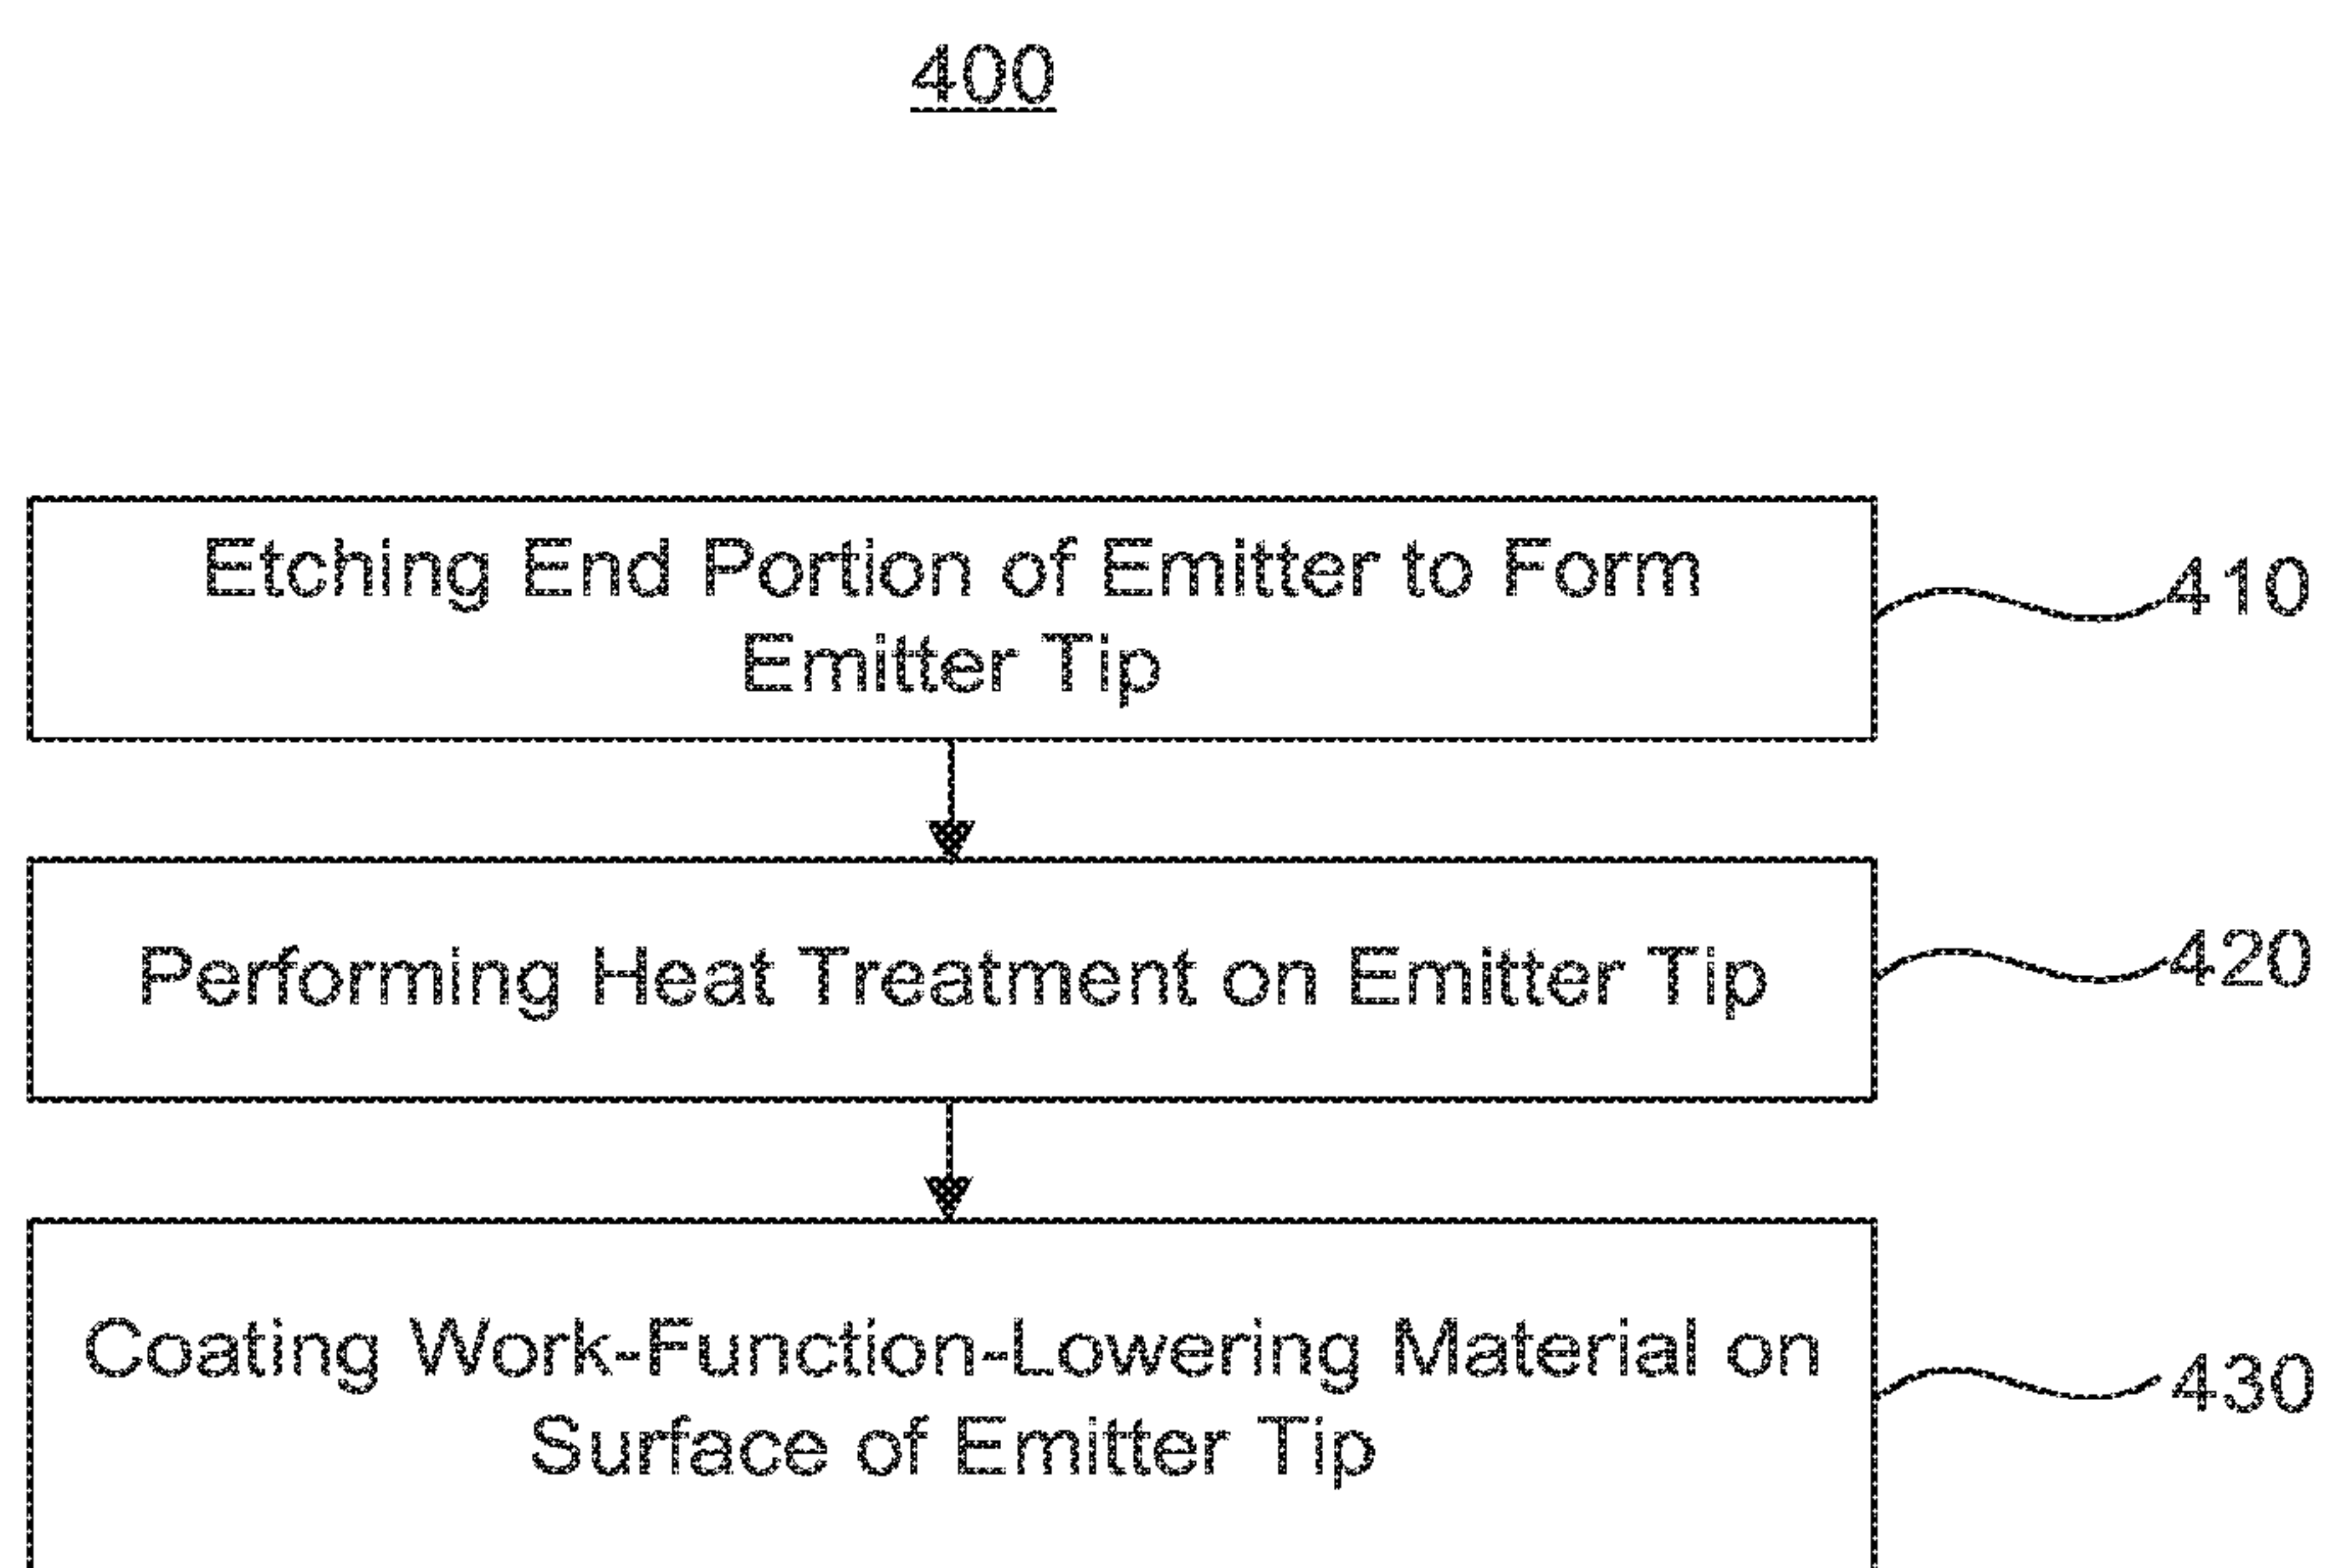 400
Etching End Portion of Emitter to Form
Emitter Tip
410
Performing Heat Treatment on Emitter Tip
420
Coating Work-Function-Lowering Material on
Surface of Emitter Tip
430